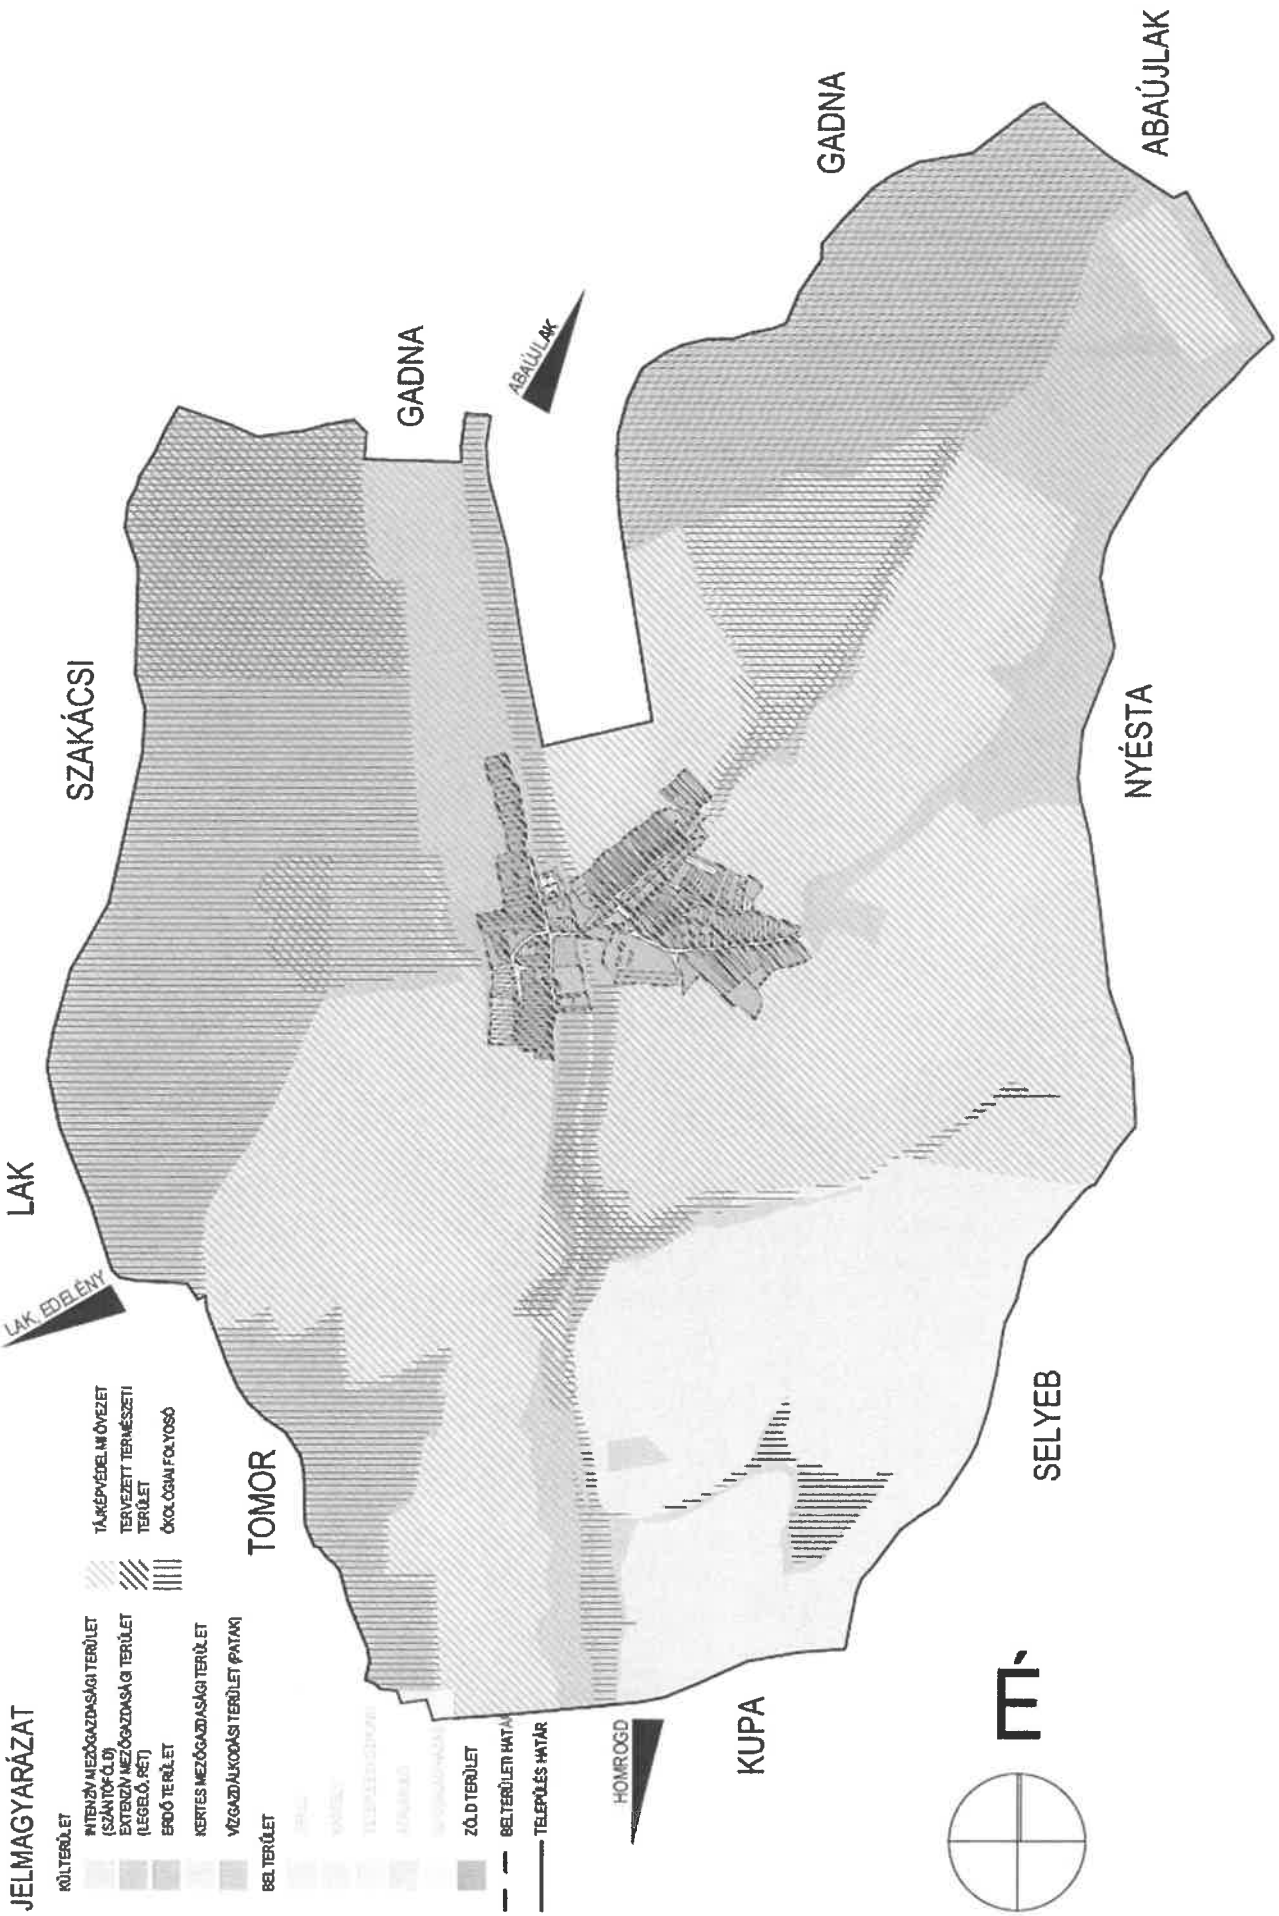 JELMAGYARÁZAT
KÜLTERÜLET
INTENZÍV MEZŐGAZDASÁGI TERÜLET
(SZÁNTÓFÖLD)
EXTENZÍV MEZŐGAZDASÁGI TERÜLET
(LEGELŐ, RÉT)
ERDŐ TERÜLET
KERTES MEZŐGAZDASÁGI TERÜLET
VÍZGAZDÁLKODÁSI TERÜLET (PATAK)
BELTERÜLET
ZÖLD TERÜLET
BELTERÜLETI HATÁR
TELEPÜLÉS HATÁR
TÁJKÉPVÉDELMI ÖVEZET
TERVEZETT TERMÉSZETI
TERÜLET
ÖKOLÓGIAI FOLYOSÓ
LAK, EDELÉNY
LAK
SZAKÁCSI
GADNA
ABAÚJLAK
GADNA
ABAÚJLAK
NYÉSTA
SELYEB
KUPA
HOMROGD
TOMOR
É